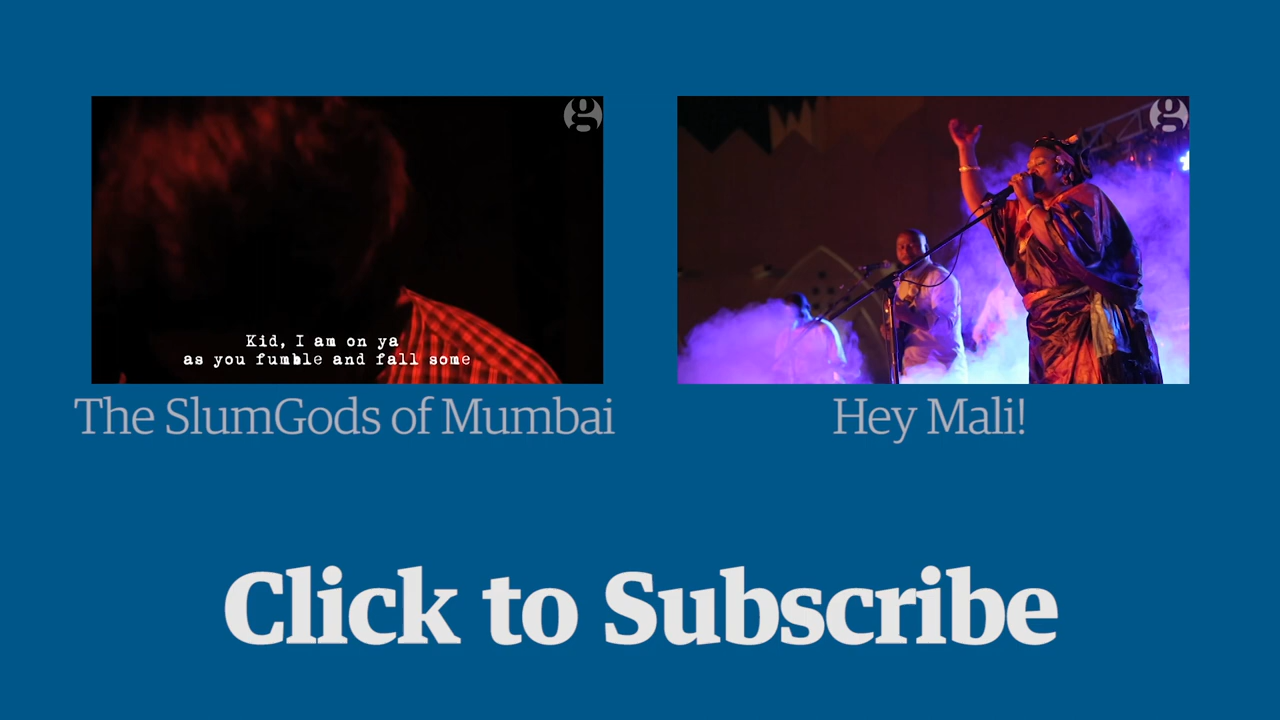 g
g
Kid, I am on ya
as you fumble and fall some
The SlumGods of Mumbai
Hey Mali!
Click to Subscribe